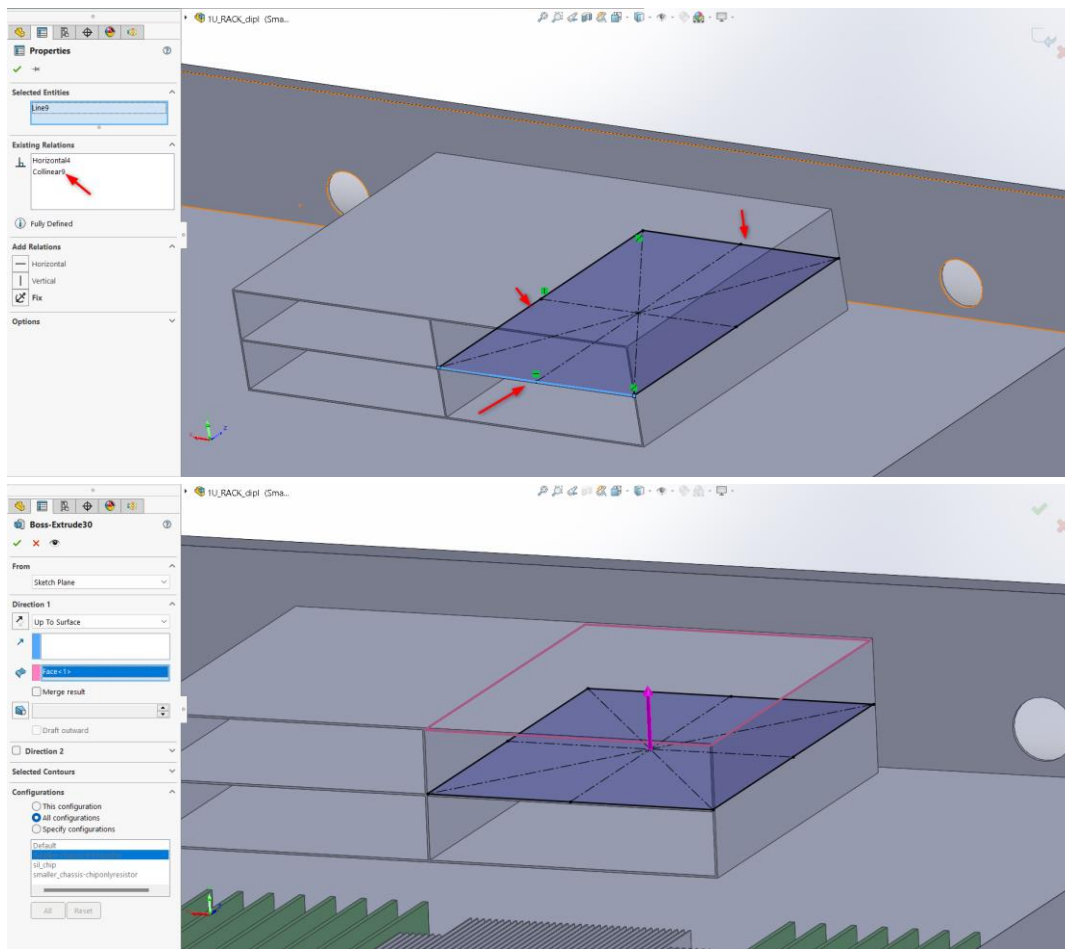 1U_RACK_dipl (Sma...
Properties
Selected Entities
Line9
Existing Relations
Horizontal4
Collinear9
Fully Defined
Add Relations
Horizontal
Vertical
Fix
Options
1U_RACK_dipl (Sma...
Boss-Extrude30
From
Sketch Plane
Direction 1
Up To Surface
Face<1>
Merge result
Draft outward
Direction 2
Selected Contours
Configurations
This configuration
All configurations
Specify configurations
Default
sil_chip
smaller_chassis-chiponlyresistor
All Reset